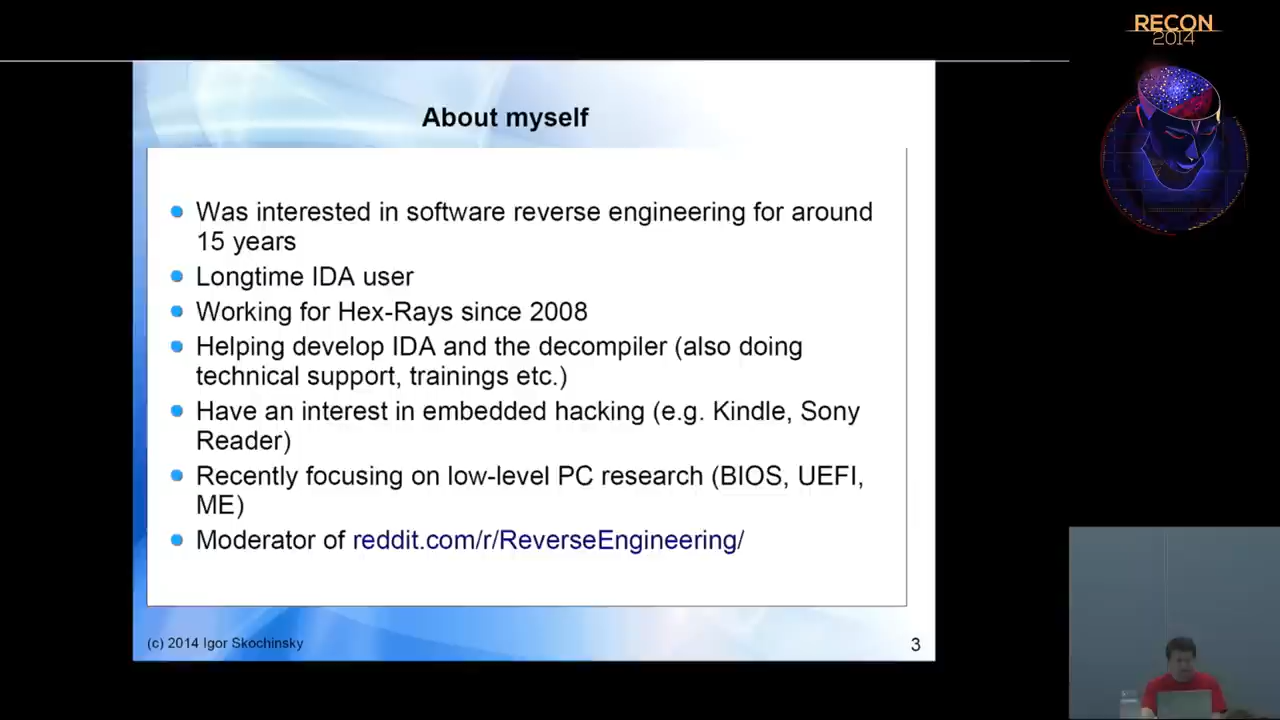 RECON
2014
About myself
Was interested in software reverse engineering for around
15 years
Longtime IDA user
Working for Hex-Rays since 2008
Helping develop IDA and the decompiler (also doing
technical support, trainings etc.)
Have an interest in embedded hacking (e.g. Kindle, Sony
Reader)
Recently focusing on low-level PC research (BIOS, UEFI,
ME)
Moderator of reddit.com/r/ReverseEngineering/
(c) 2014 Igor Skochinsky
3